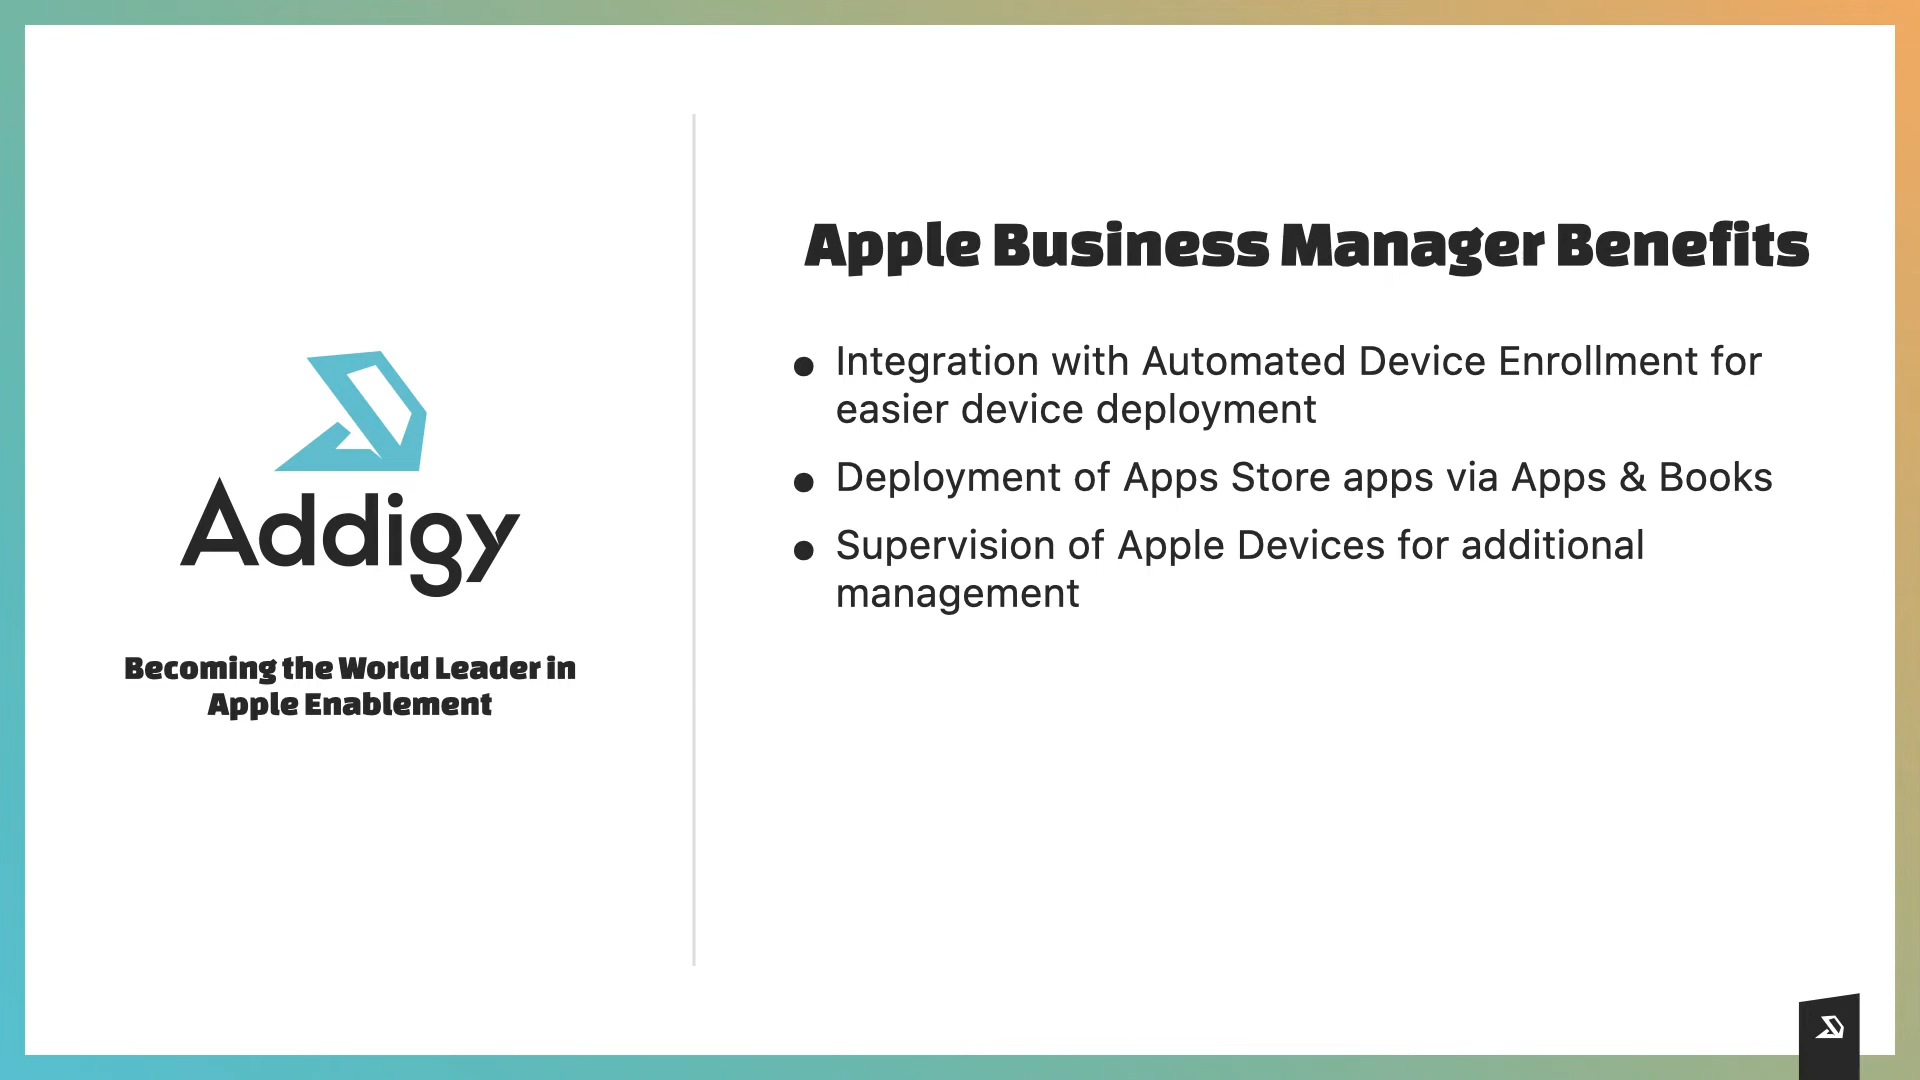 Addigy
Becoming the World Leader in
Apple Enablement
Apple Business Manager Benefits
● Integration with Automated Device Enrollment for
easier device deployment
● Deployment of Apps Store apps via Apps & Books
● Supervision of Apple Devices for additional
management